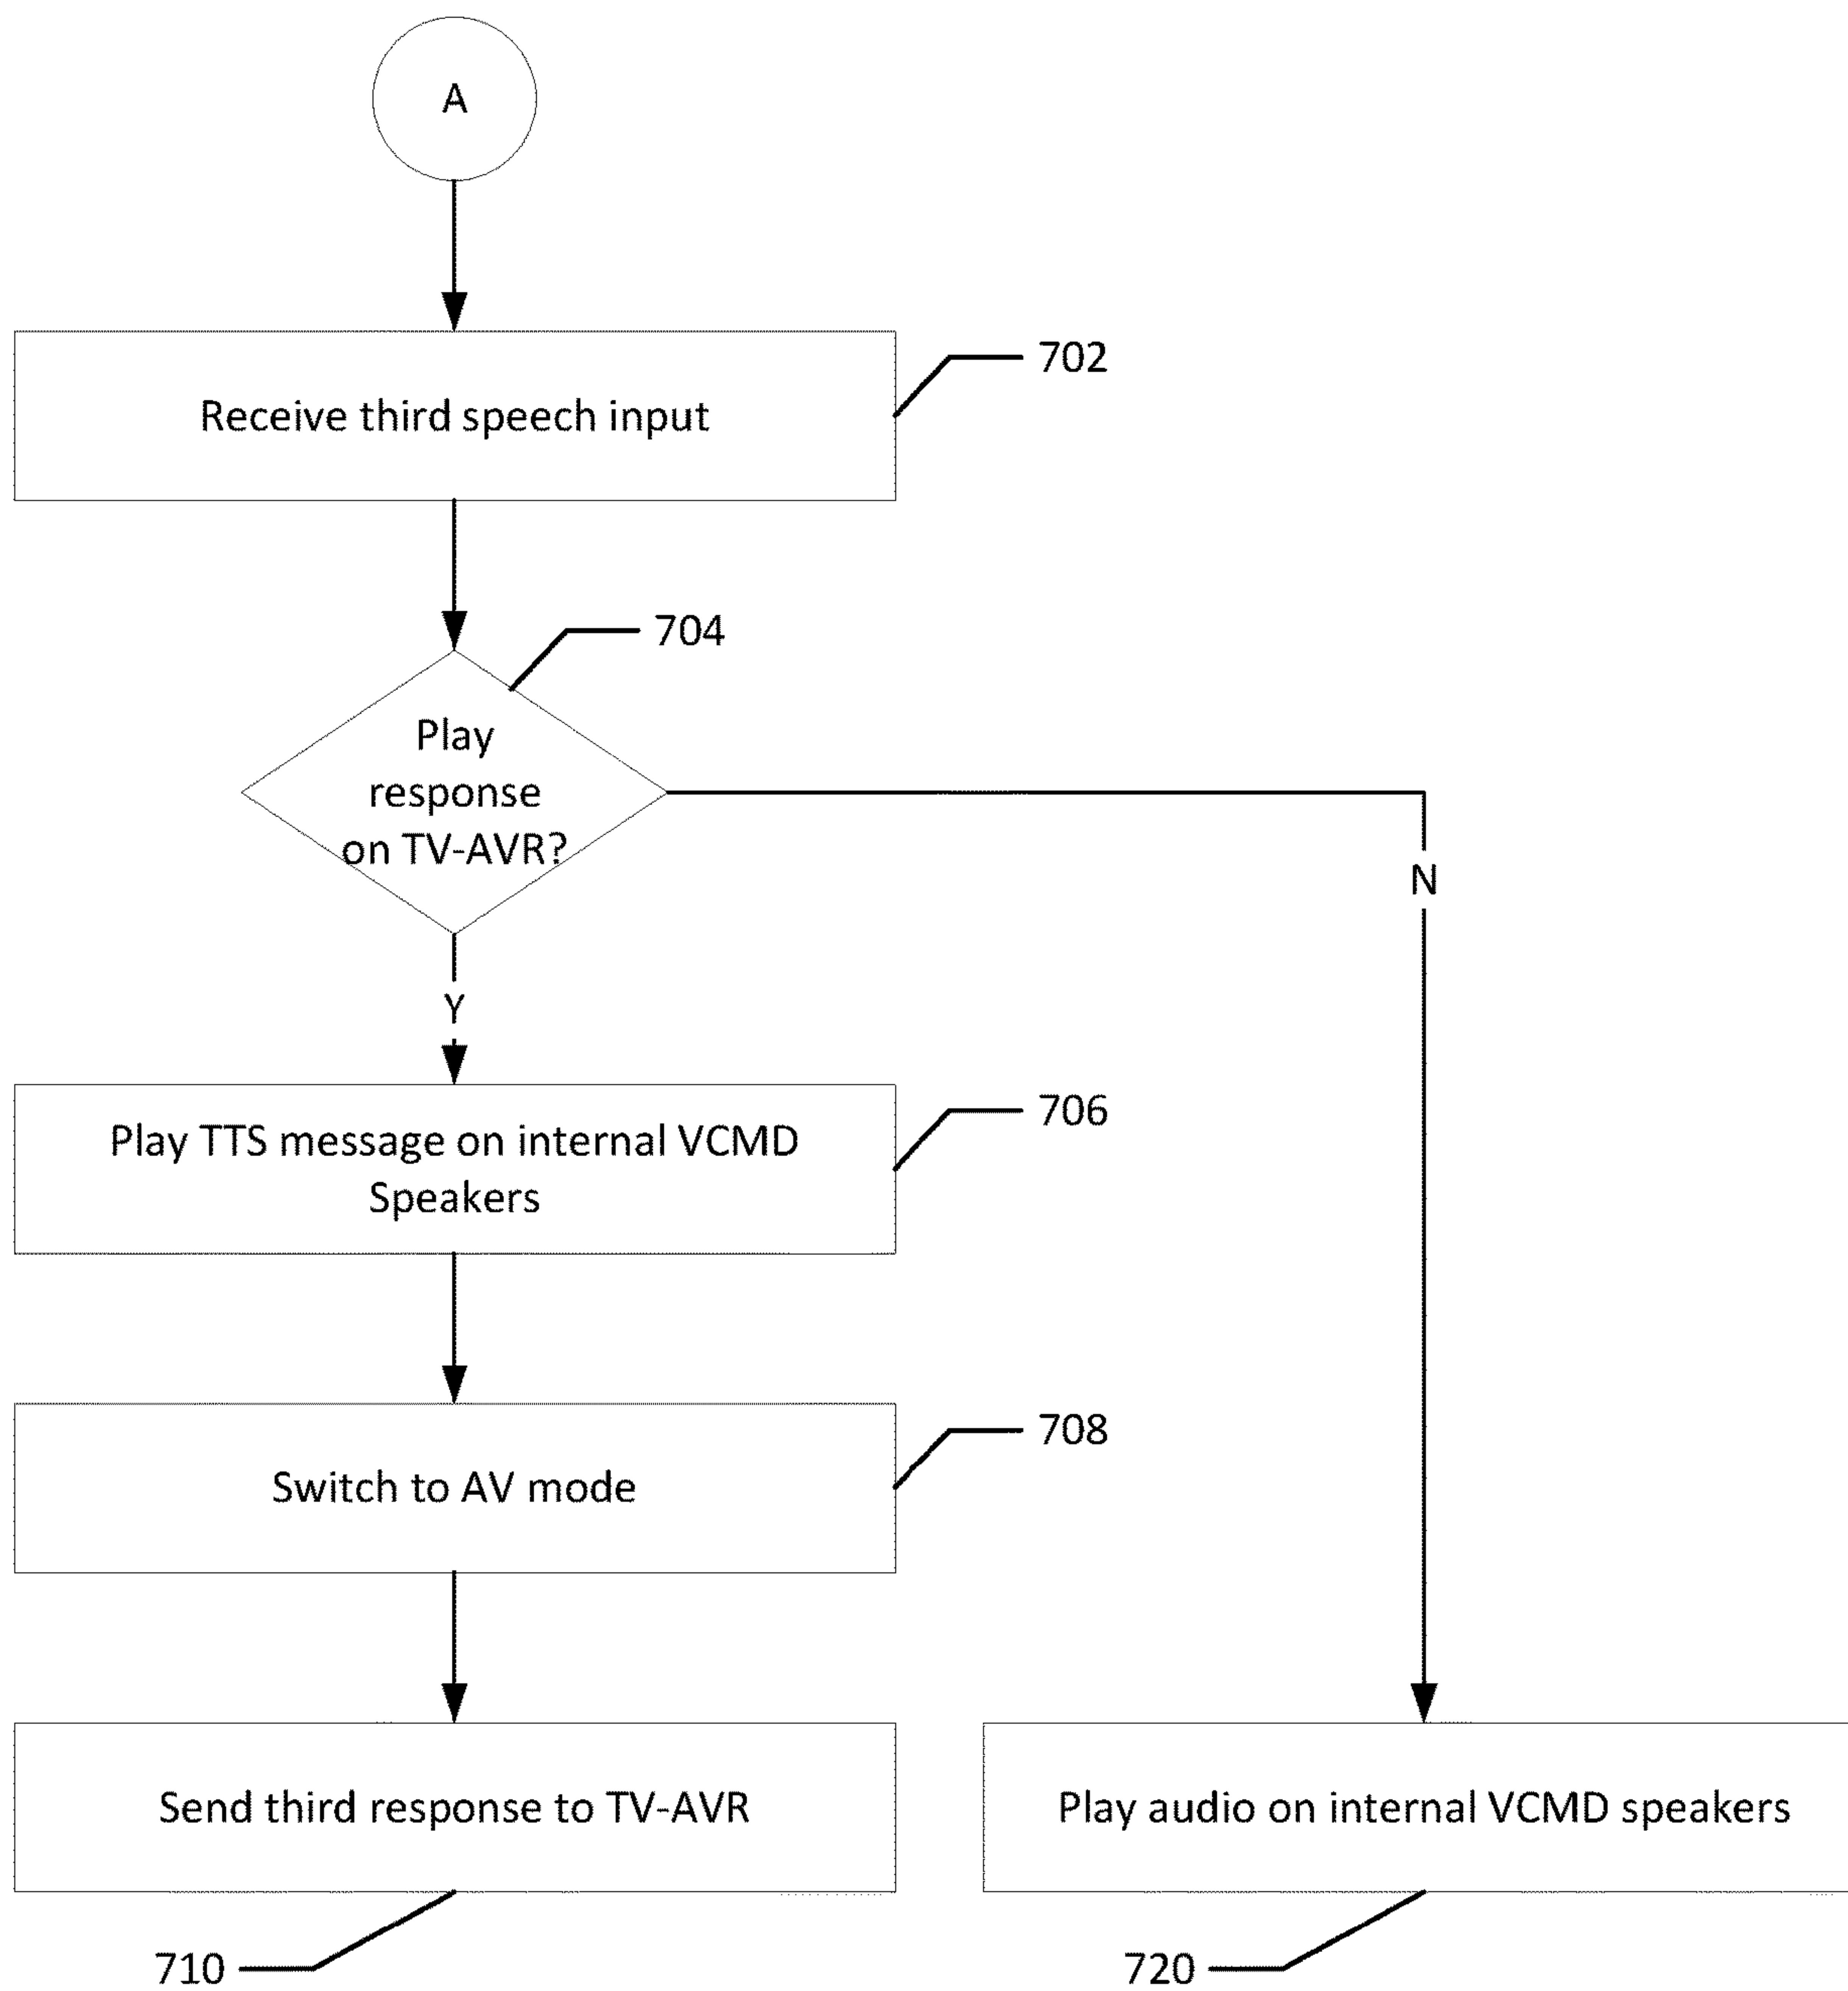 A
702
Receive third speech input
704
Play
response
on TV-AVR?
N
Y
706
Play TTS message on internal VCMD
Speakers
708
Switch to AV mode
Send third response to TV-AVR
Play audio on internal VCMD speakers
710
720